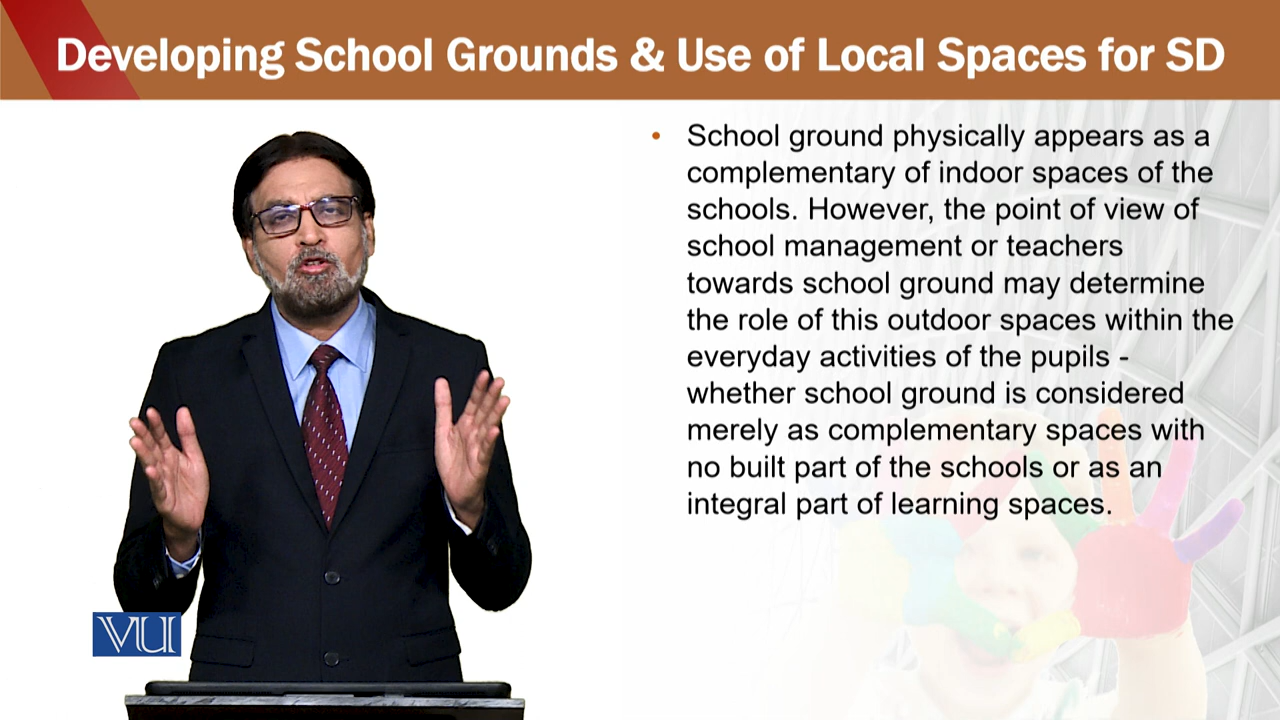 Developing School Grounds & Use of Local Spaces for SD
• School ground physically appears as a
complementary of indoor spaces of the
schools. However, the point of view of
school management or teachers
towards school ground may determine
the role of this outdoor spaces within the
everyday activities of the pupils -
whether school ground is considered
merely as complementary spaces with
no built part of the schools or as an
integral part of learning spaces.
VU